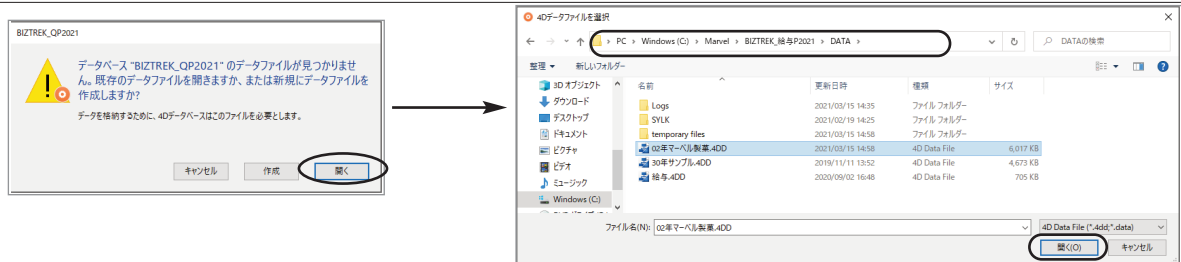 BIZTREK_QP2021
データベース "BIZTREK_QP2021" のデータファイルが見つかりませ
ん。既存のデータファイルを開きますか、または新規にデータファイルを
作成しますか?
データを格納するために、4Dデータベースはこのファイルを必要とします。
キャンセル 作成 開く
4Dデータファイルを選択
PC › Windows (C:) › Marvel › BIZTREK_給与P2021 › DATA › DATAの検索
整理 新しいフォルダー
3D オブジェクト
ダウンロード
デスクトップ
ドキュメント
ピクチャ
ビデオ
ミュージック
Windows (C:)
名前 更新日時 種類 サイズ
Logs 2021/03/15 14:35 ファイル フォルダー
SYLK 2021/02/19 14:25 ファイル フォルダー
temporary files 2021/03/15 14:58 ファイル フォルダー
02年マーベル製菓.4DD 2021/03/15 14:58 4D Data File 6,017 KB
30年サンプル.4DD 2019/11/11 13:52 4D Data File 4,673 KB
給与.4DD 2020/09/02 16:48 4D Data File 705 KB
ファイル名(N): 02年マーベル製菓.4DD 4D Data File (*.4dd;*.data)
開く(O) キャンセル